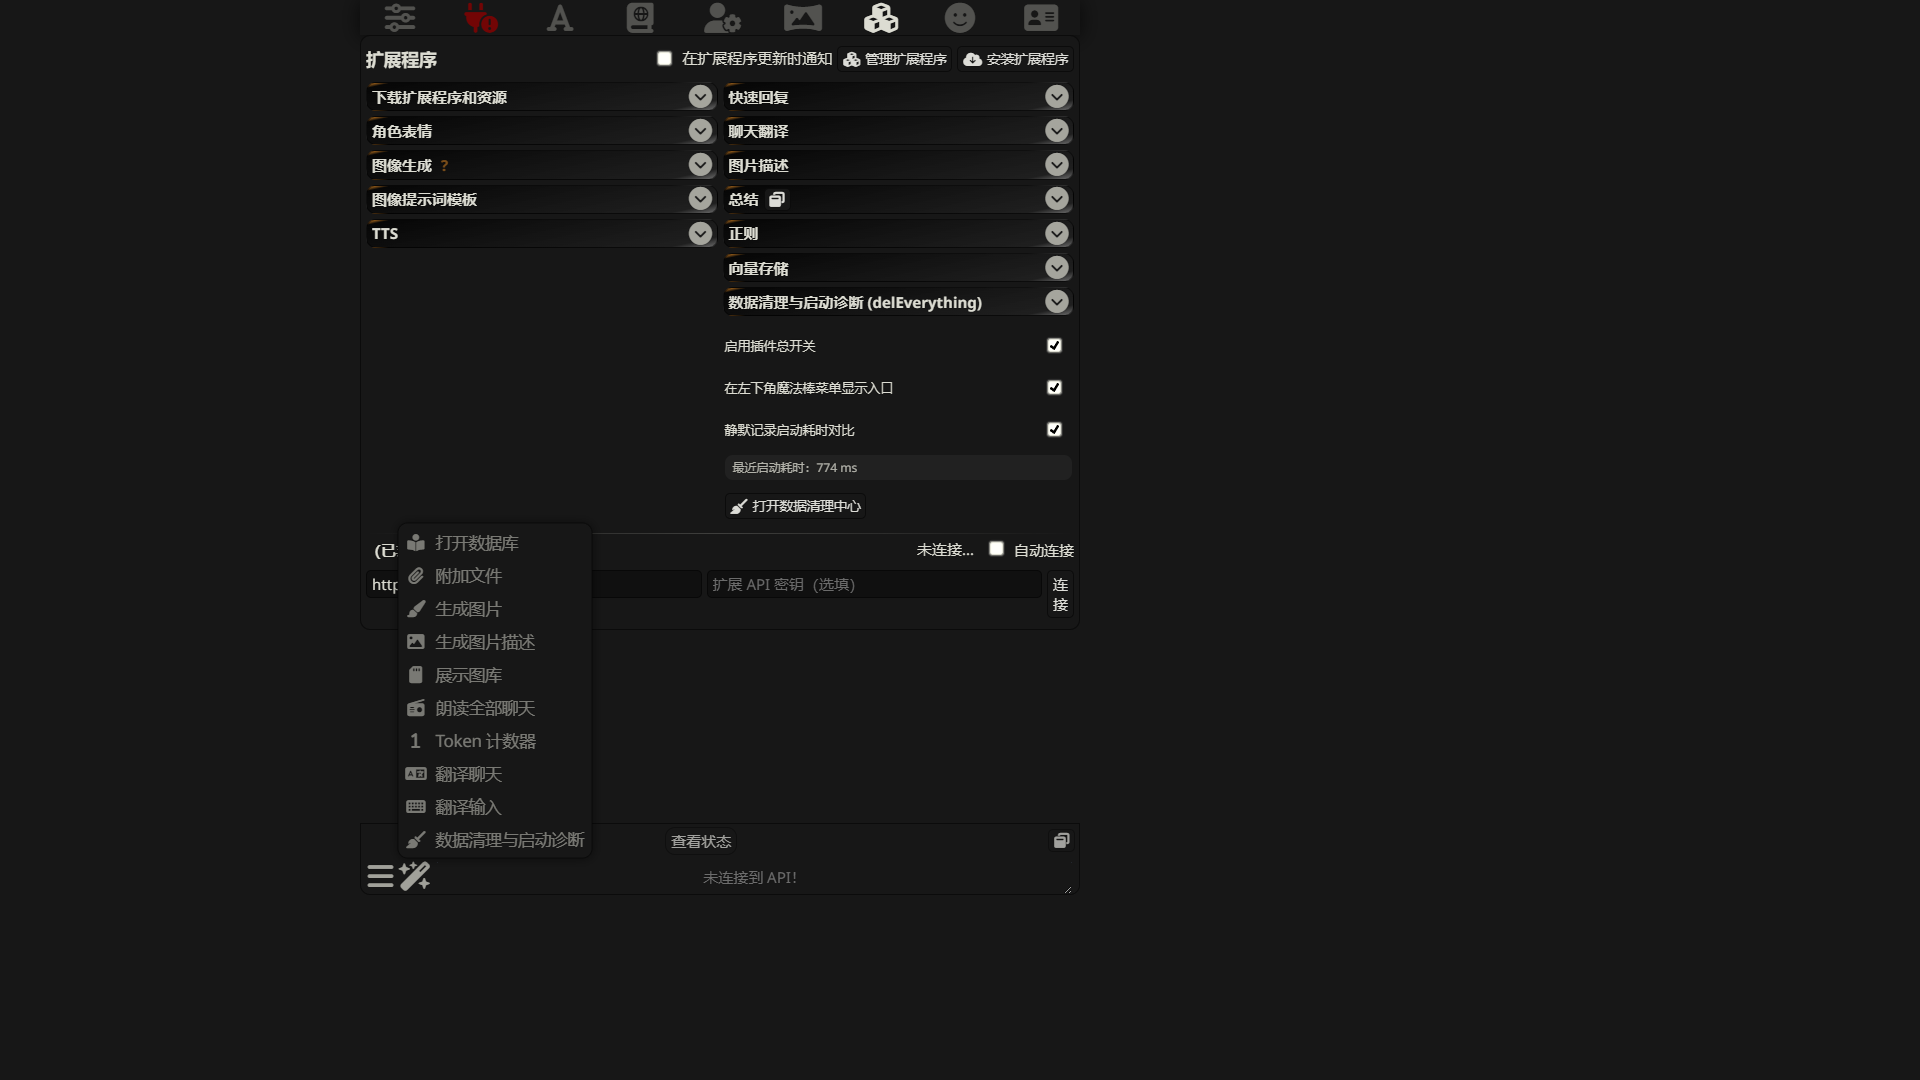 扩展程序
在扩展程序更新时通知
管理扩展程序
安装扩展程序
下载扩展程序和资源
角色表情
图像生成 ?
图像提示词模板
TTS
快速回复
聊天翻译
图片描述
总结
正则
向量存储
数据清理与启动诊断 (delEverything)
启用插件总开关
在左下角魔法棒菜单显示入口
静默记录启动耗时对比
最近启动耗时：774 ms
打开数据清理中心
未连接...
自动连接
http
扩展 API 密钥（选填）
连
接
打开数据库
附加文件
生成图片
生成图片描述
展示图库
朗读全部聊天
1 Token 计数器
翻译聊天
翻译输入
数据清理与启动诊断
查看状态
未连接到 API！